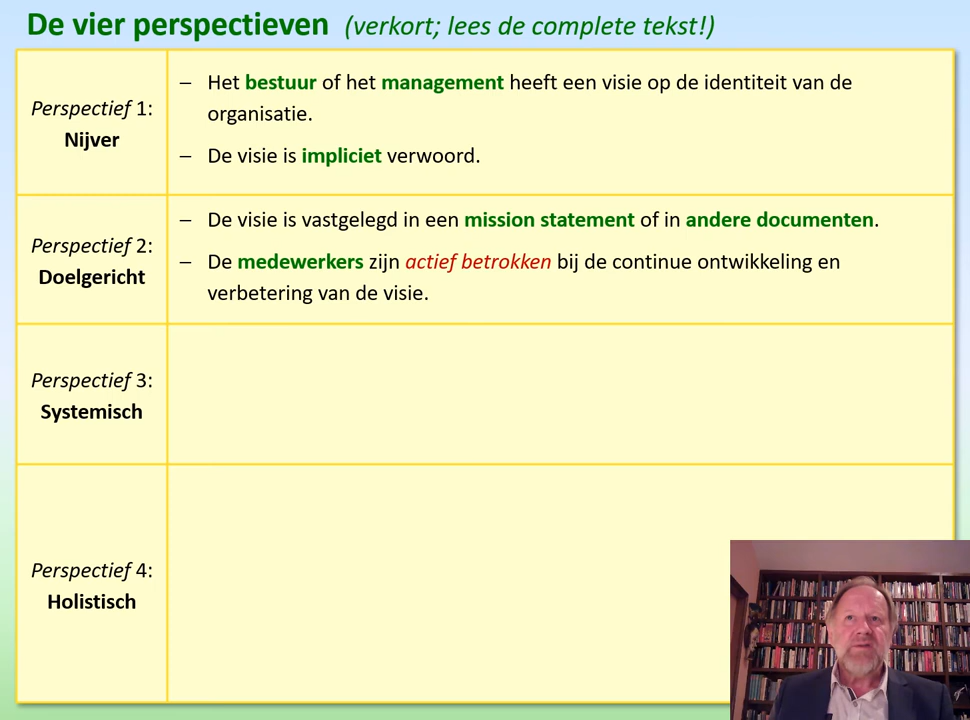 De vier perspectieven (verkort; lees de complete tekst!)
Perspectief 1:
Nijver
– Het bestuur of het management heeft een visie op de identiteit van de
organisatie.
– De visie is impliciet verwoord.
Perspectief 2:
Doelgericht
– De visie is vastgelegd in een mission statement of in andere documenten.
– De medewerkers zijn actief betrokken bij de continue ontwikkeling en
verbetering van de visie.
Perspectief 3:
Systemisch
Perspectief 4:
Holistisch